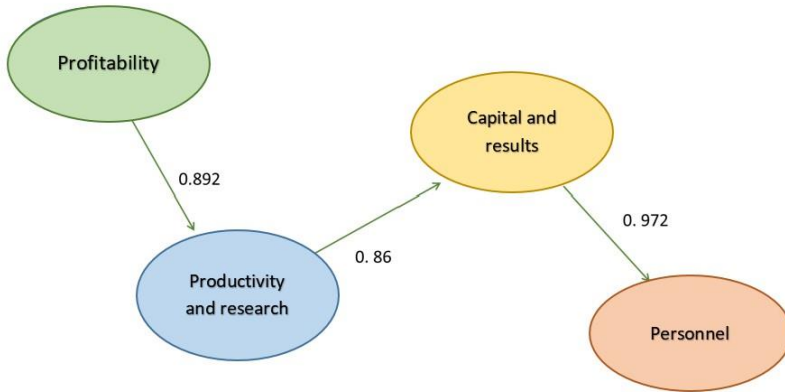 Profitability
Capital and
results
0.892
0. 972
0. 86
Productivity
and research
Personnel